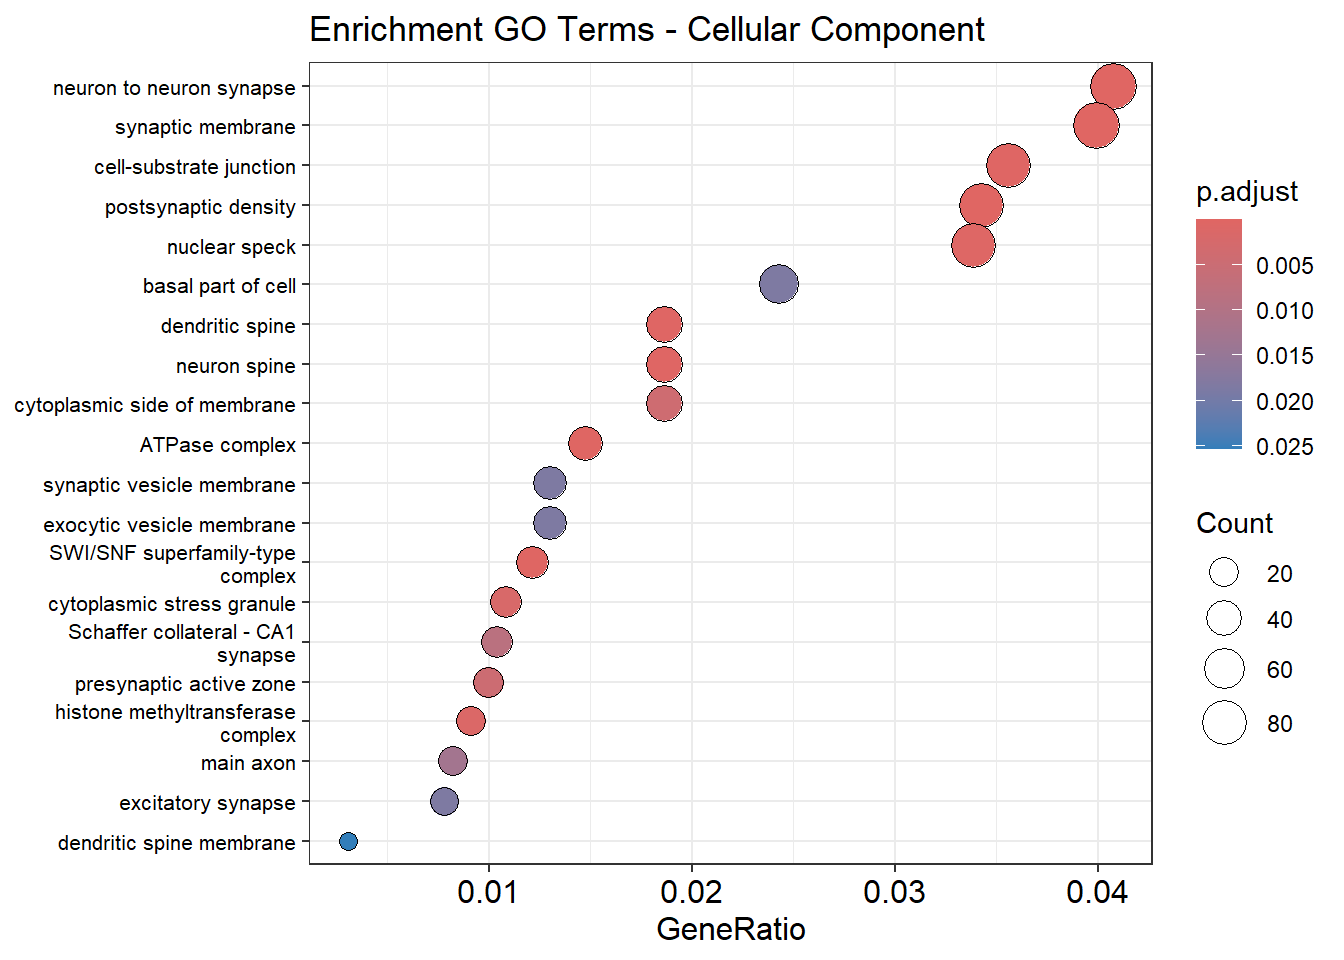 Enrichment GO Terms - Cellular Component
neuron to neuron synapse
synaptic membrane
cell-substrate junction
postsynaptic density
nuclear speck
basal part of cell
dendritic spine
neuron spine
cytoplasmic side of membrane
ATPase complex
synaptic vesicle membrane
exocytic vesicle membrane
SWI/SNF superfamily-type
complex
cytoplasmic stress granule
Schaffer collateral - CA1
synapse
presynaptic active zone
histone methyltransferase
complex
main axon
excitatory synapse
dendritic spine membrane
0.01
0.02
0.03
0.04
GeneRatio
p.adjust
0.005
0.010
0.015
0.020
0.025
Count
20
40
60
80